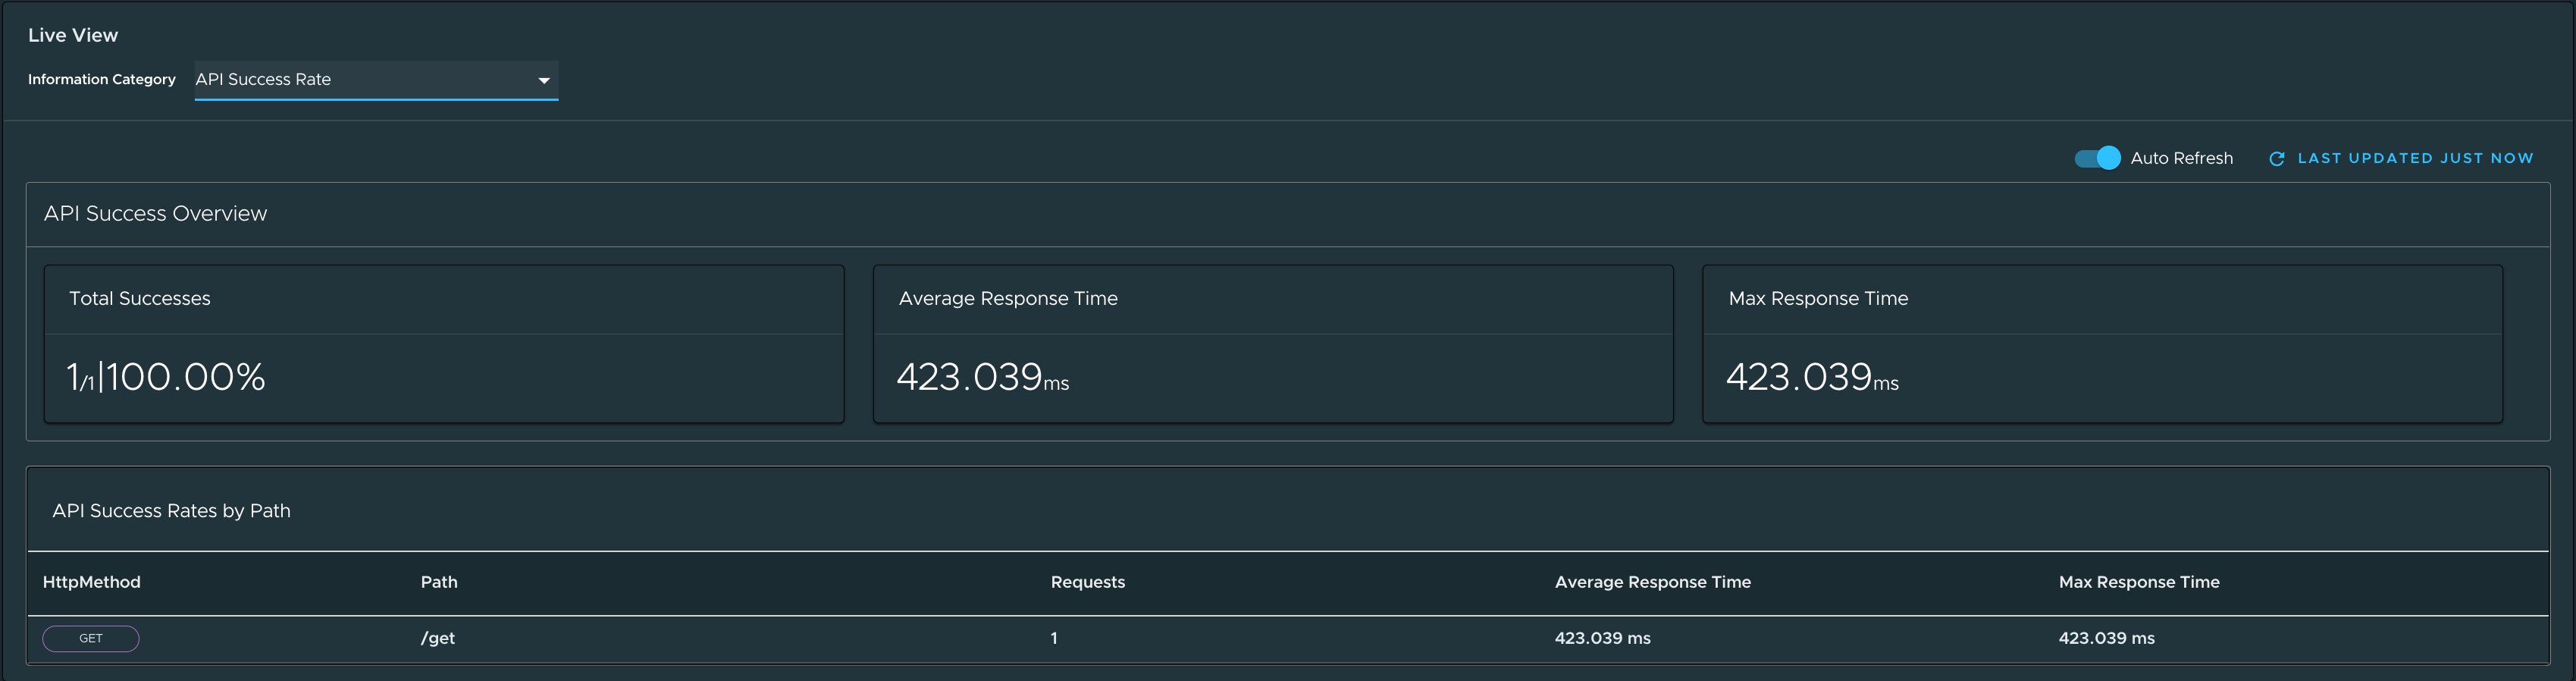 Live View
Information Category API Success Rate
Auto Refresh LAST UPDATED JUST NOW
API Success Overview
Total Successes Average Response Time Max Response Time
1/1|100.00% 423.039ms 423.039ms
API Success Rates by Path
HttpMethod Path Requests Average Response Time Max Response Time
GET /get 1 423.039 ms 423.039 ms